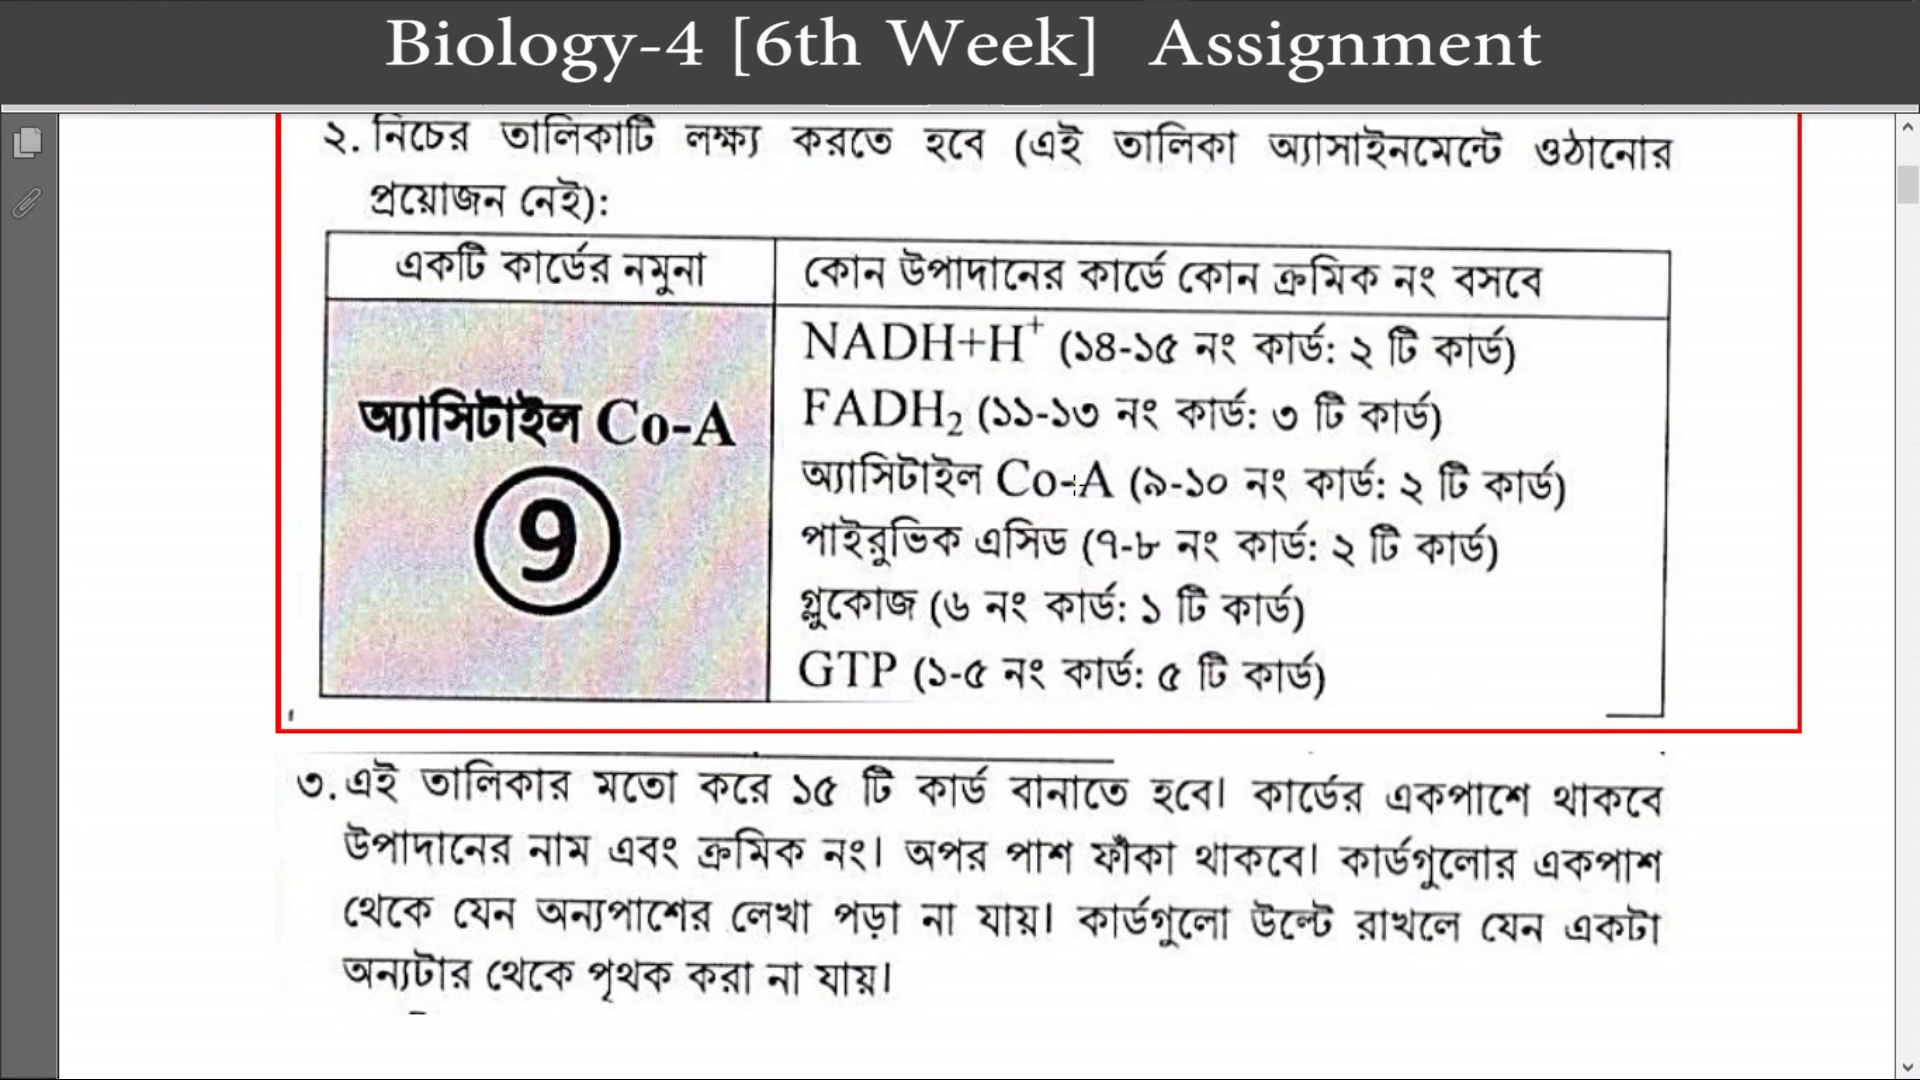 Biology-4 [6th Week] Assignment
২. নিচের তালিকাটি লক্ষ্য করতে হবে (এই তালিকা অ্যাসাইনমেন্টে ওঠানোর
প্রয়োজন নেই):
একটি কার্ডের নমুনা
কোন উপাদানের কার্ডে কোন ক্রমিক নং বসবে
অ্যাসিটাইল Co-A
9
NADH+H⁺ (১৪-১৫ নং কার্ড: ২ টি কার্ড)
FADH₂ (১১-১৩ নং কার্ড: ৩ টি কার্ড)
অ্যাসিটাইল Co-A (৯-১০ নং কার্ড: ২ টি কার্ড)
পাইরুভিক এসিড (৭-৮ নং কার্ড: ২ টি কার্ড)
গ্লুকোজ (৬ নং কার্ড: ১ টি কার্ড)
GTP (১-৫ নং কার্ড: ৫ টি কার্ড)
৩. এই তালিকার মতো করে ১৫ টি কার্ড বানাতে হবে। কার্ডের একপাশে থাকবে
উপাদানের নাম এবং ক্রমিক নং। অপর পাশ ফাঁকা থাকবে। কার্ডগুলোর একপাশ
থেকে যেন অন্যপাশের লেখা পড়া না যায়। কার্ডগুলো উল্টে রাখলে যেন একটা
অন্যটার থেকে পৃথক করা না যায়।